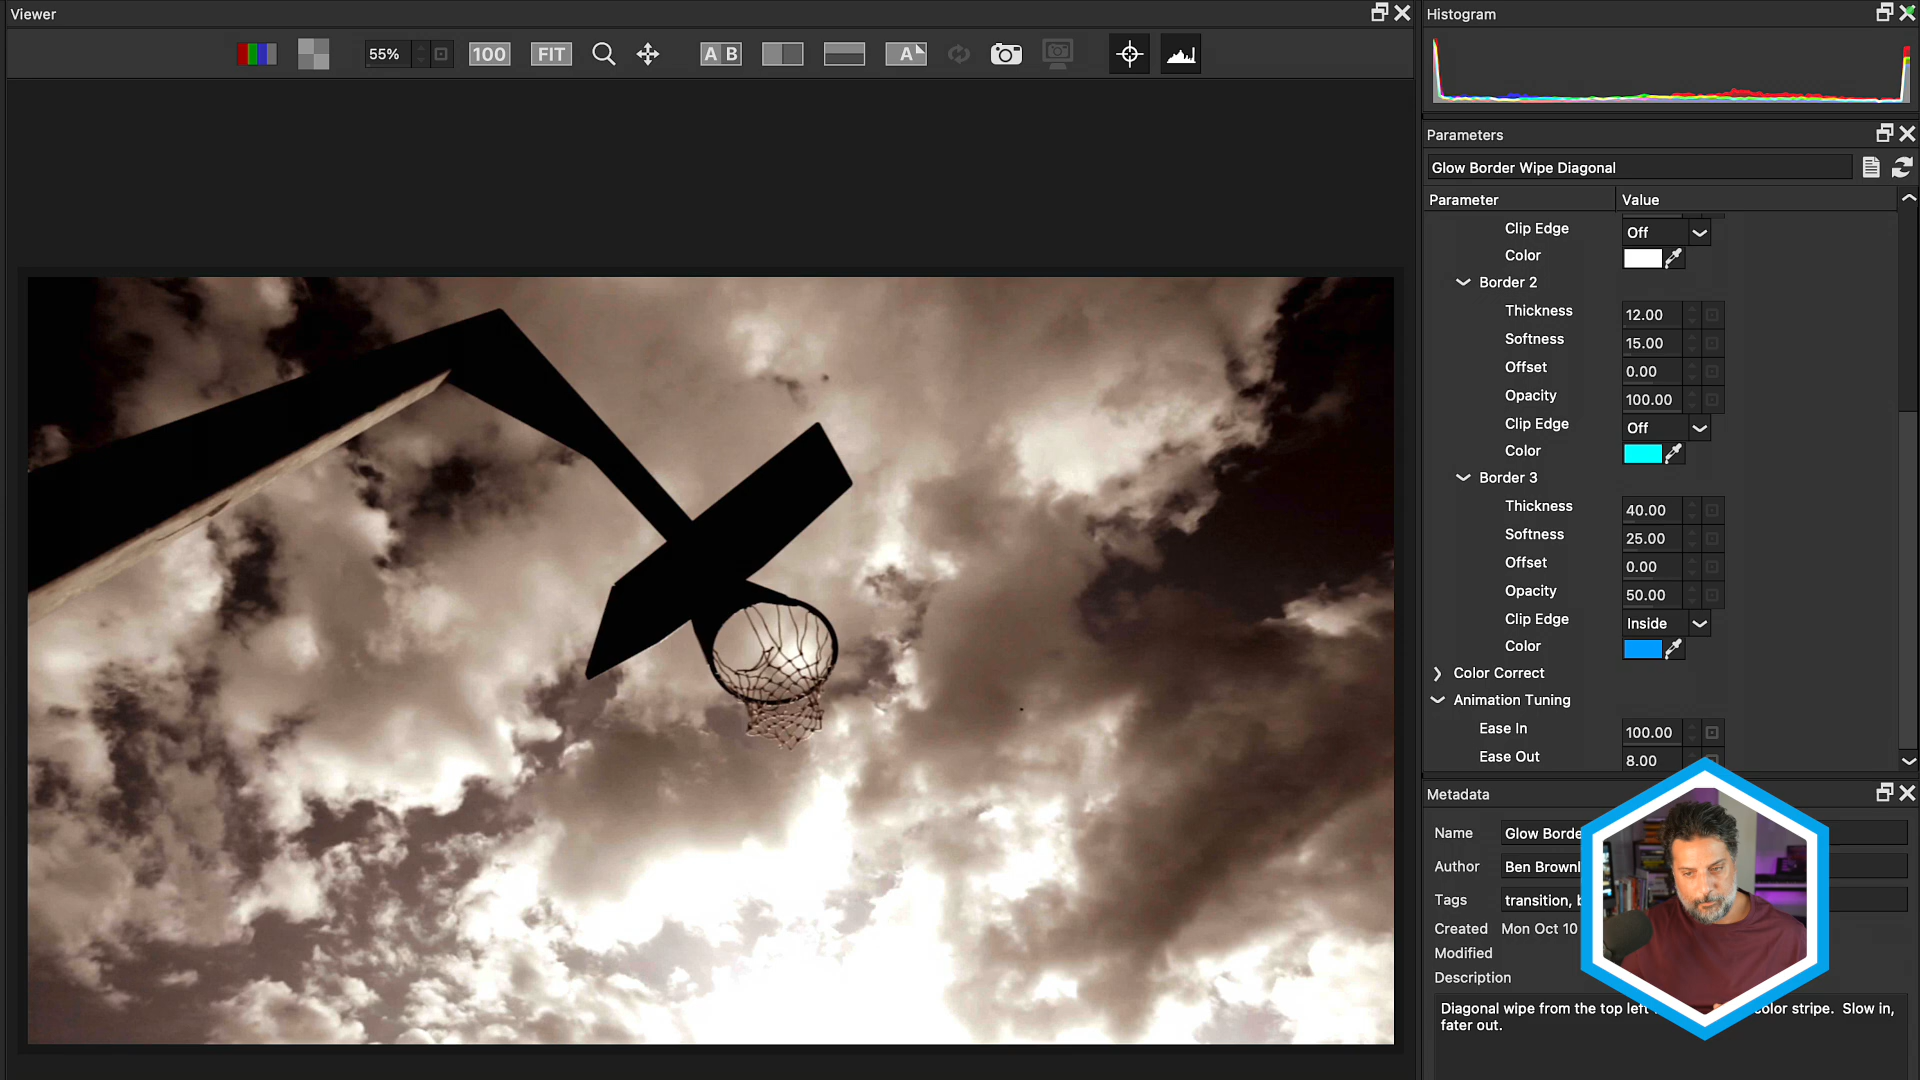 Viewer
55%
100
FIT
A B
A
Histogram
Parameters
Glow Border Wipe Diagonal
Parameter Value
Clip Edge Off
Color
Border 2
Thickness 12.00
Softness 15.00
Offset 0.00
Opacity 100.00
Clip Edge Off
Color
Border 3
Thickness 40.00
Softness 25.00
Offset 0.00
Opacity 50.00
Clip Edge Inside
Color
Color Correct
Animation Tuning
Ease In 100.00
Ease Out 8.00
Metadata
Name Glow Borde
Author Ben
Tags transition,
Created Mon Oct 10
Modified
Description
Diagonal wipe from the top left color stripe. Slow in,
fater out.